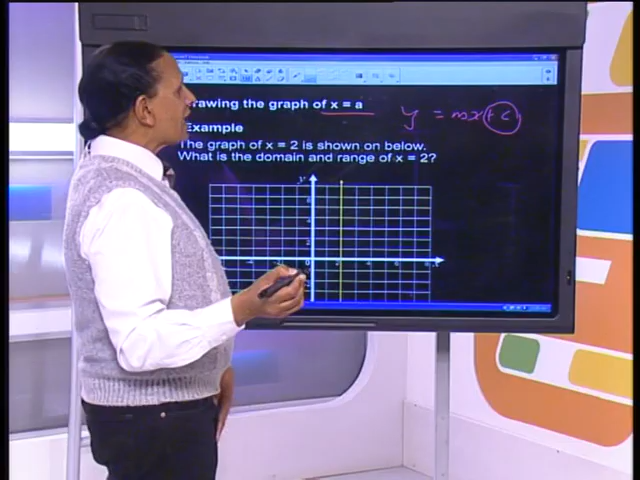 rawing the graph of x = a
y = mx + c
Example
The graph of x = 2 is shown on below.
What is the domain and range of x = 2?
y
x